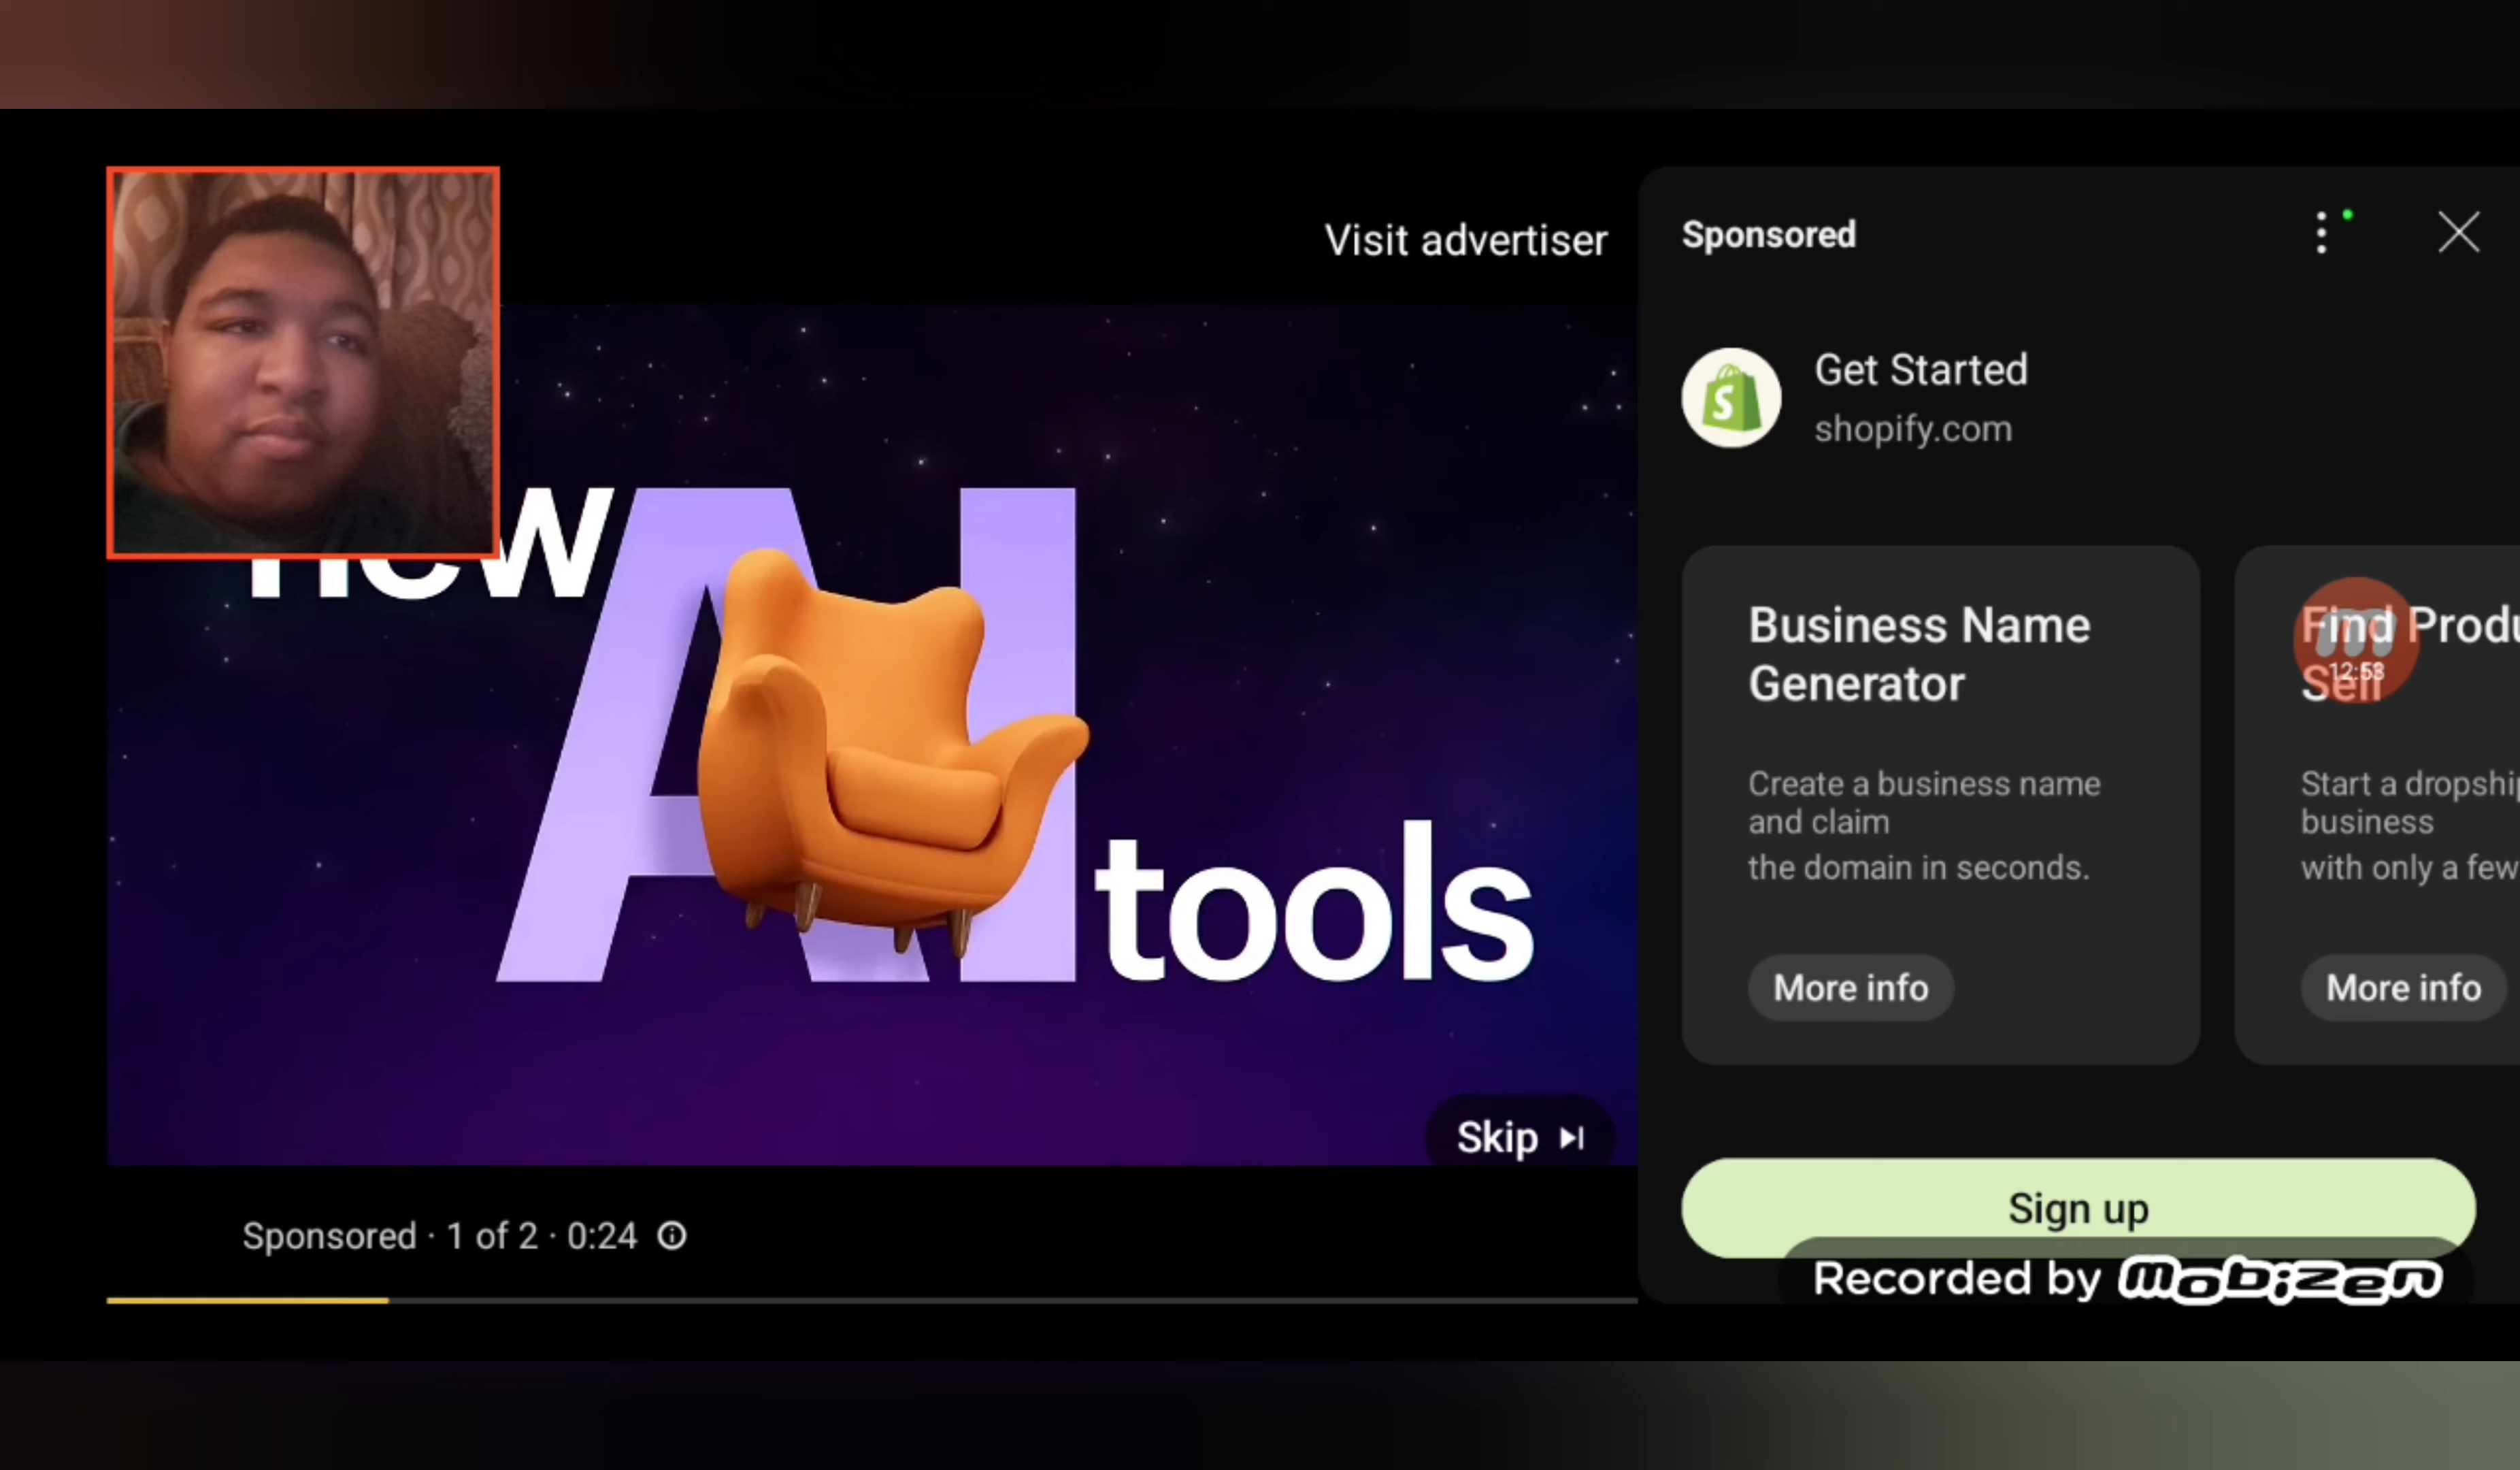 Visit advertiser
new
AI
tools
Skip
Sponsored · 1 of 2 · 0:24
Sponsored
Get Started
shopify.com
Business Name
Generator
Create a business name
and claim
the domain in seconds.
More info
Find Produ
Sell
12:53
Start a dropship
business
with only a few
More info
Sign up
Recorded by mobizen